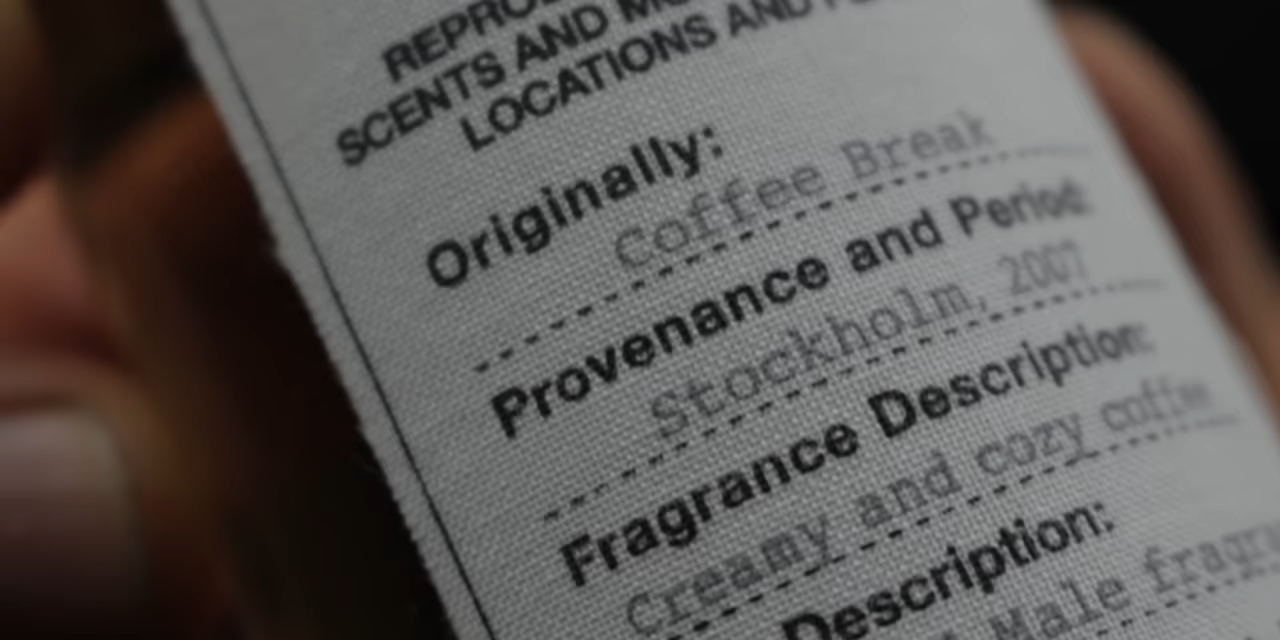 SCENTS AND
LOCATIONS AND
Originally:
Coffee Break
Provenance and Period:
Stockholm, 2007
Fragrance Description:
Creamy and cozy coffee
Description:
Male